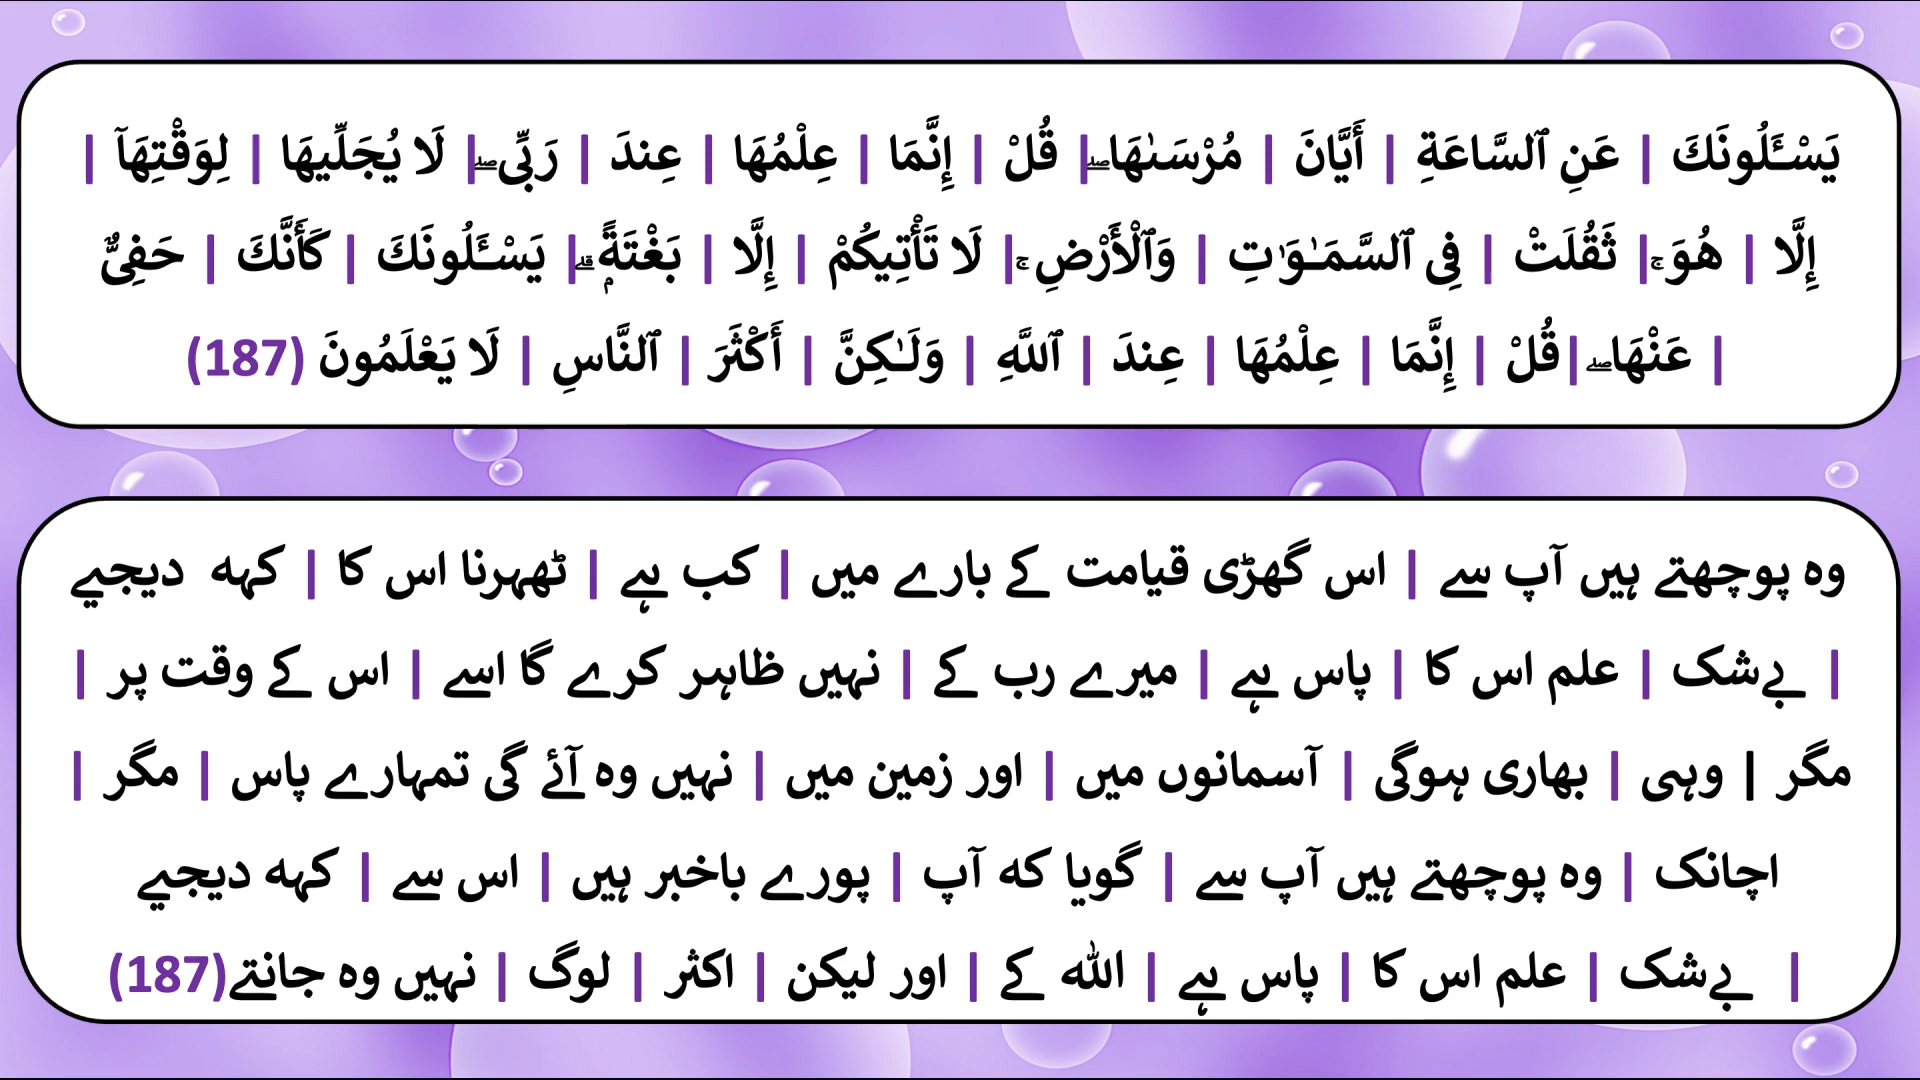 يَسْـَٔلُونَكَ | عَنِ ٱلسَّاعَةِ | أَيَّانَ | مُرْسَىٰهَا ۖ | قُلْ | إِنَّمَا | عِلْمُهَا | عِندَ | رَبِّى ۖ | لَا يُجَلِّيهَا | لِوَقْتِهَآ |
إِلَّا | هُوَ ۚ | ثَقُلَتْ | فِى ٱلسَّمَـٰوَٰتِ | وَٱلْأَرْضِ ۚ | لَا تَأْتِيكُمْ | إِلَّا | بَغْتَةًۭ ۗ | يَسْـَٔلُونَكَ | كَأَنَّكَ | حَفِىٌّ
| عَنْهَا ۖ | قُلْ | إِنَّمَا | عِلْمُهَا | عِندَ | ٱللَّهِ | وَلَـٰكِنَّ | أَكْثَرَ | ٱلنَّاسِ | لَا يَعْلَمُونَ (187)
وہ پوچھتے ہیں آپ سے | اس گھڑی قیامت کے بارے میں | کب ہے | ٹھہرنا اس کا | کہہ دیجیے
| بےشک | علم اس کا | پاس ہے | میرے رب کے | نہیں ظاہر کرے گا اسے | اس کے وقت پر |
مگر | وہی | بھاری ہوگی | آسمانوں میں | اور زمین میں | نہیں وہ آئے گی تمہارے پاس | مگر |
اچانک | وہ پوچھتے ہیں آپ سے | گویا کہ آپ | پورے باخبر ہیں | اس سے | کہہ دیجیے
| بےشک | علم اس کا | پاس ہے | اللہ کے | اور لیکن | اکثر | لوگ | نہیں وہ جانتے(187)